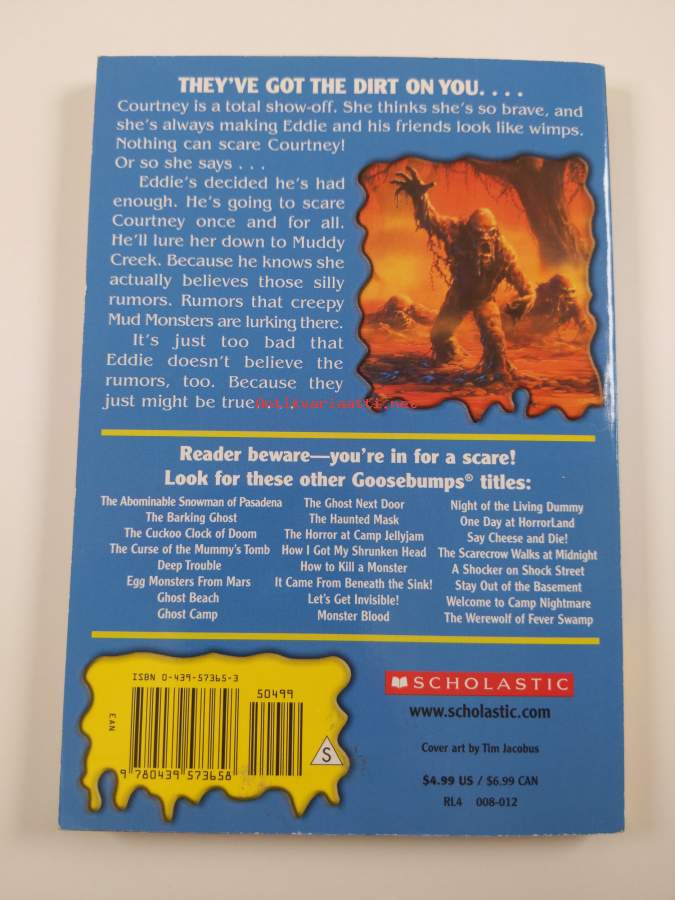 THEY'VE GOT THE DIRT ON YOU. . . .
Courtney is a total show-off. She thinks she's so brave, and
she's always making Eddie and his friends look like wimps.
Nothing can scare Courtney!
Or so she says . . .
Eddie's decided he's had
enough. He's going to scare
Courtney once and for all.
He'll lure her down to Muddy
Creek. Because he knows she
actually believes those silly
rumors. Rumors that creepy
Mud Monsters are lurking there.
It's just too bad that
Eddie doesn't believe the
rumors, too. Because they
just might be true. . . .
antikvariaatti.net
Reader beware—you're in for a scare!
Look for these other Goosebumps® titles:
The Abominable Snowman of Pasadena
The Barking Ghost
The Cuckoo Clock of Doom
The Curse of the Mummy's Tomb
Deep Trouble
Egg Monsters From Mars
Ghost Beach
Ghost Camp
The Ghost Next Door
The Haunted Mask
The Horror at Camp Jellyjam
How I Got My Shrunken Head
How to Kill a Monster
It Came From Beneath the Sink!
Let's Get Invisible!
Monster Blood
Night of the Living Dummy
One Day at HorrorLand
Say Cheese and Die!
The Scarecrow Walks at Midnight
A Shocker on Shock Street
Stay Out of the Basement
Welcome to Camp Nightmare
The Werewolf of Fever Swamp
ISBN 0-439-57365-3
50499
EAN
S
9 780439 573658
SCHOLASTIC
www.scholastic.com
Cover art by Tim Jacobus
$4.99 US / $6.99 CAN
RL4 008-012